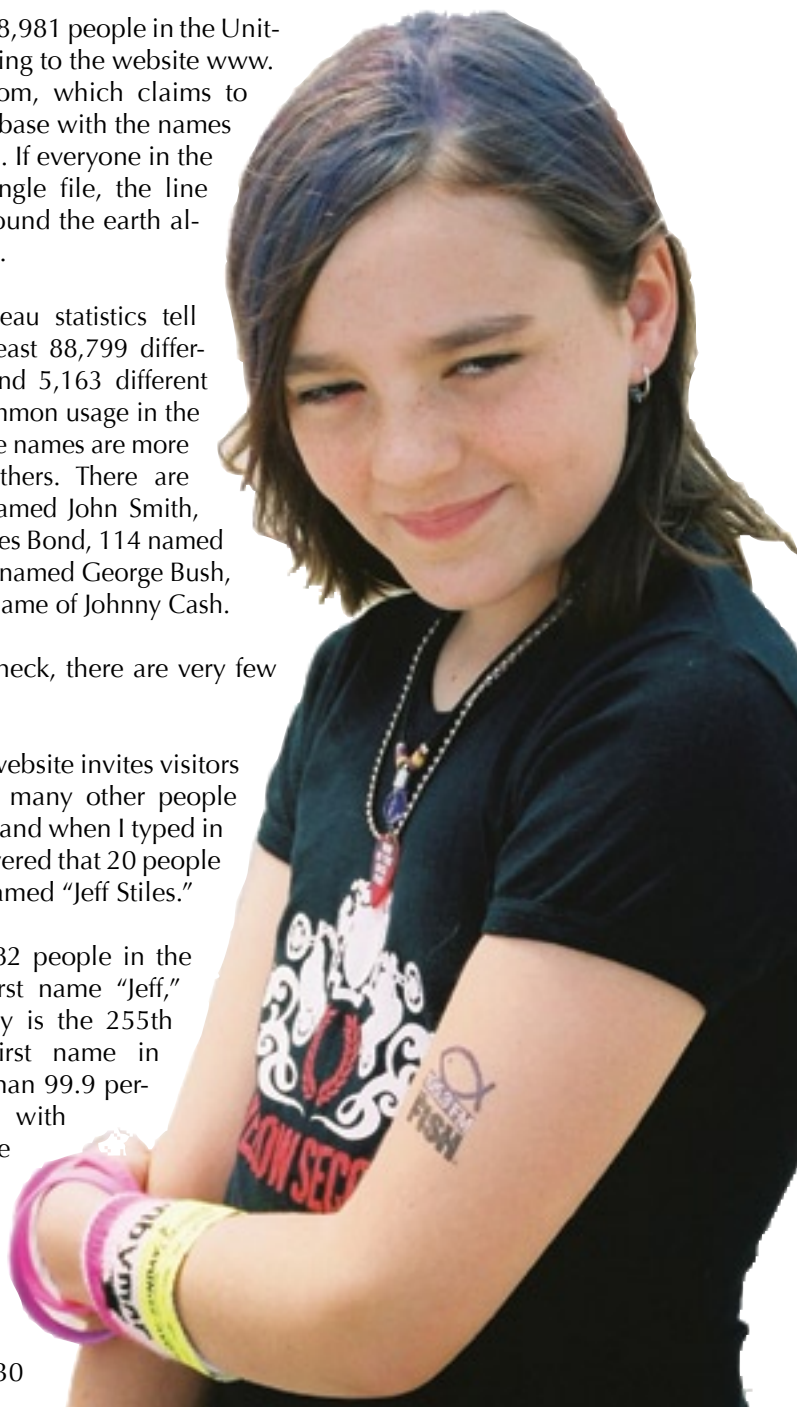 8,981 people in the Unit-
ing to the website www.
om, which claims to
base with the names
. If everyone in the
ngle file, the line
ound the earth al-
.
eau statistics tell
east 88,799 differ-
nd 5,163 different
mmon usage in the
e names are more
thers. There are
amed John Smith,
es Bond, 114 named
named George Bush,
ame of Johnny Cash.
heck, there are very few
website invites visitors
many other people
and when I typed in
ered that 20 people
amed “Jeff Stiles.”
32 people in the
rst name “Jeff,”
y is the 255th
irst name in
han 99.9 per-
with
e
30
FISH